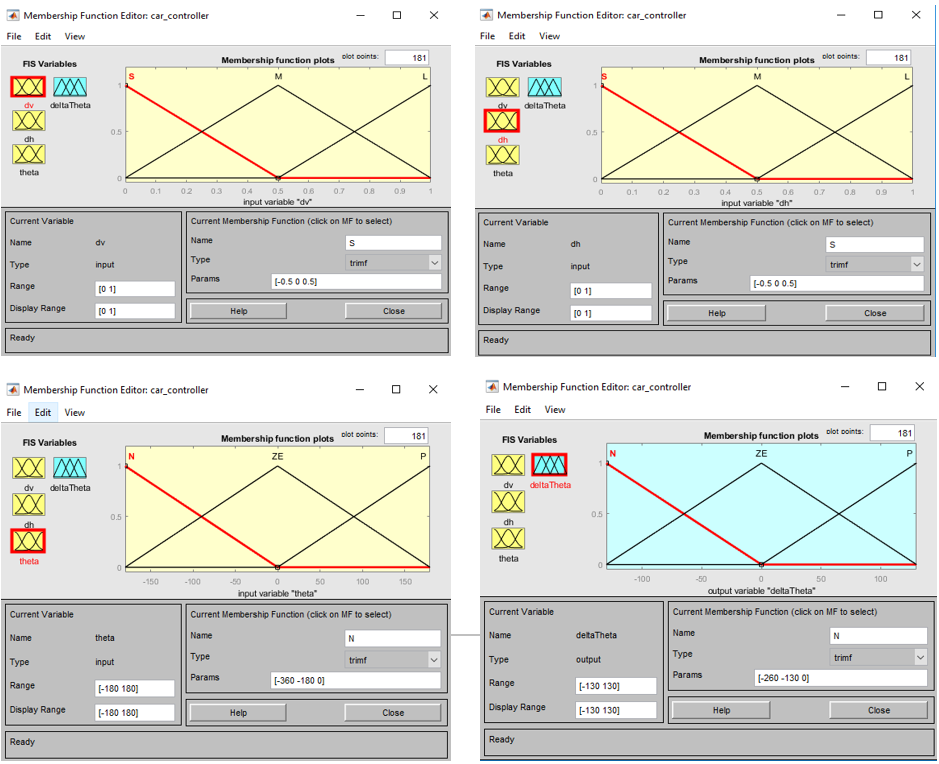 Membership Function Editor: car_controller
File Edit View
FIS Variables
Membership function plots plot points: 181
dv deltaTheta
dh
theta
S M L
1
0.5
0
0 0.1 0.2 0.3 0.4 0.5 0.6 0.7 0.8 0.9 1
input variable "dv"
Current Variable
Name dv
Type input
Range [0 1]
Display Range [0 1]
Current Membership Function (click on MF to select)
Name S
Type trimf
Params [-0.5 0 0.5]
Help Close
Ready
Membership Function Editor: car_controller
File Edit View
FIS Variables
Membership function plots plot points: 181
dv deltaTheta
dh
theta
S M L
1
0.5
0
0 0.1 0.2 0.3 0.4 0.5 0.6 0.7 0.8 0.9 1
input variable "dh"
Current Variable
Name dh
Type input
Range [0 1]
Display Range [0 1]
Current Membership Function (click on MF to select)
Name S
Type trimf
Params [-0.5 0 0.5]
Help Close
Ready
Membership Function Editor: car_controller
File Edit View
FIS Variables
Membership function plots plot points: 181
dv deltaTheta
dh
theta
N ZE P
1
0.5
0
-150 -100 -50 0 50 100 150
input variable "theta"
Current Variable
Name theta
Type input
Range [-180 180]
Display Range [-180 180]
Current Membership Function (click on MF to select)
Name N
Type trimf
Params [-360 -180 0]
Help Close
Ready
Membership Function Editor: car_controller
File Edit View
FIS Variables
Membership function plots plot points: 181
dv deltaTheta
dh
theta
N ZE P
1
0.5
0
-100 -50 0 50 100
output variable "deltaTheta"
Current Variable
Name deltaTheta
Type output
Range [-130 130]
Display Range [-130 130]
Current Membership Function (click on MF to select)
Name N
Type trimf
Params [-260 -130 0]
Help Close
Ready